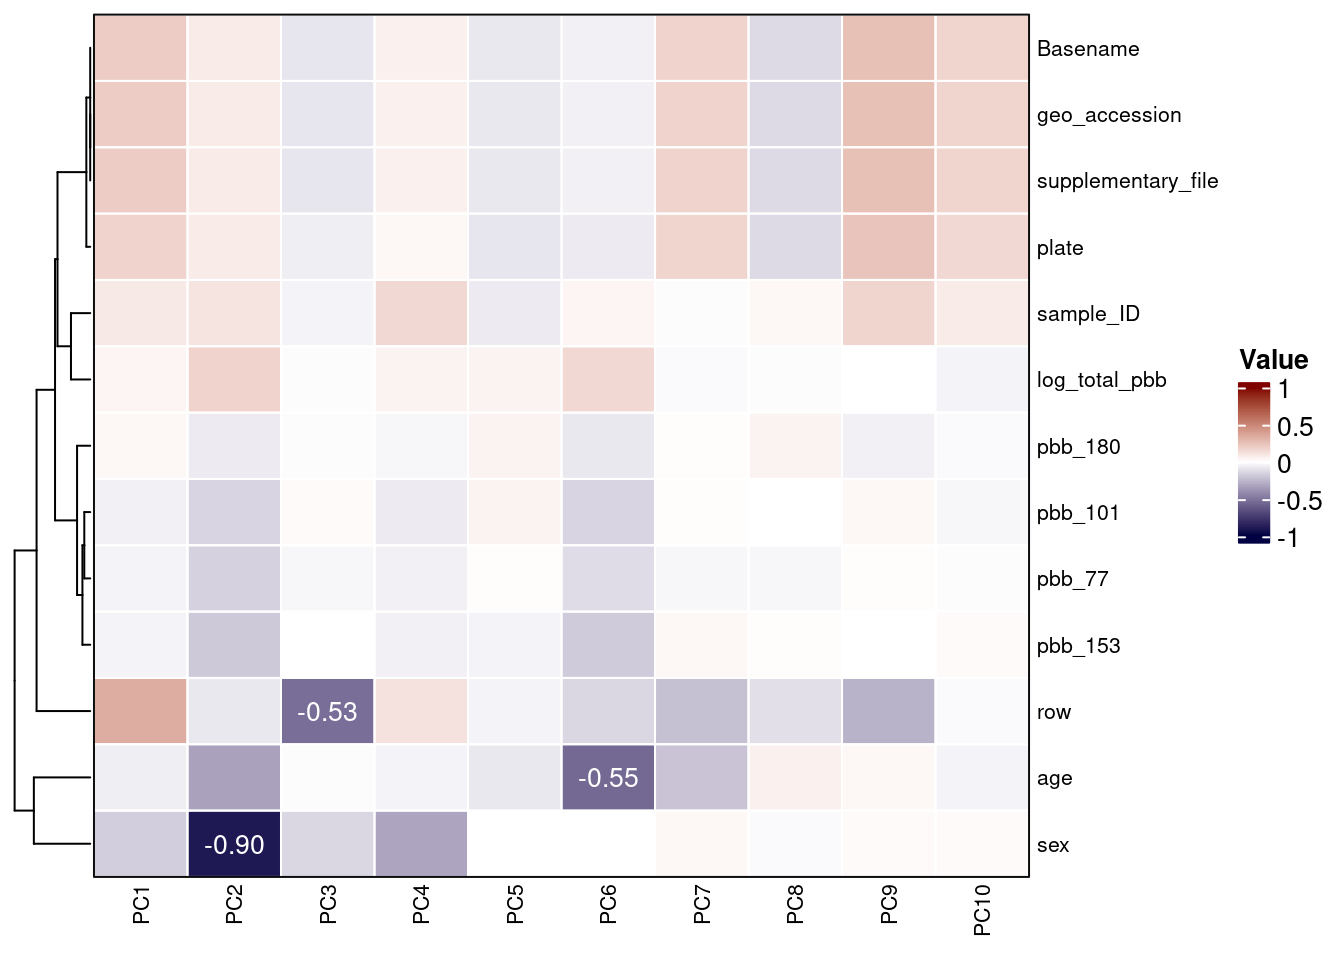 Basename
geo_accession
supplementary_file
plate
sample_ID
log_total_pbb
pbb_180
pbb_101
pbb_77
pbb_153
-0.53
row
-0.55
age
-0.90
sex
PC1 PC2 PC3 PC4 PC5 PC6 PC7 PC8 PC9 PC10
Value
1
0.5
0
-0.5
-1